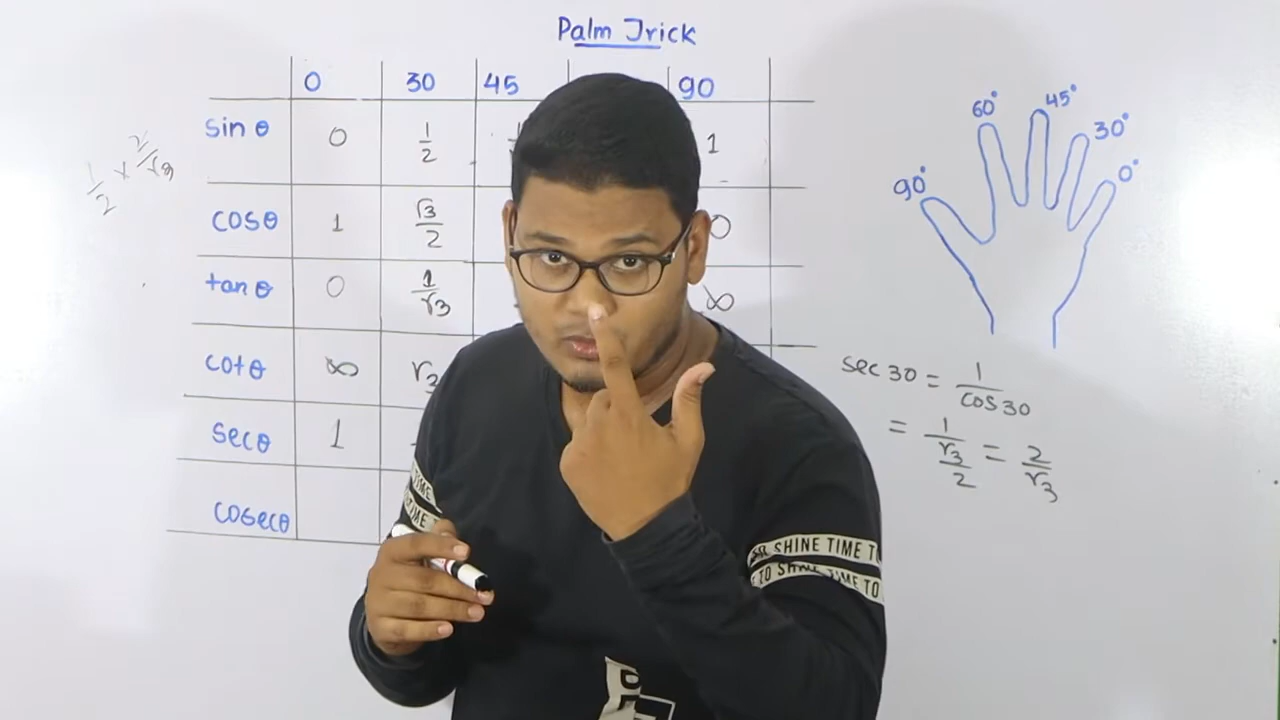 Palm Trick
0 30 45 90
sin θ 0 1/2 1
cos θ 1 √3/2 0
tan θ 0 1/√3 ∞
cot θ ∞ √3
sec θ 1
cosec θ
1/2 × 2/√3
90° 60° 45° 30° 0°
sec 30 = 1/cos 30
= 1/(√3/2) = 2/√3
SHINE TIME T
TO SHINE TIME TO
TIME
TIME